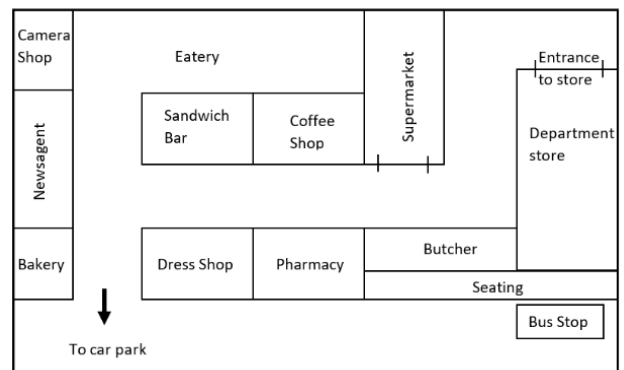 Camera
Shop
Eatery
Entrance
to store
Supermarket
Sandwich
Bar
Coffee
Shop
Department
store
Newsagent
Bakery
Dress Shop
Pharmacy
Butcher
Seating
Bus Stop
To car park